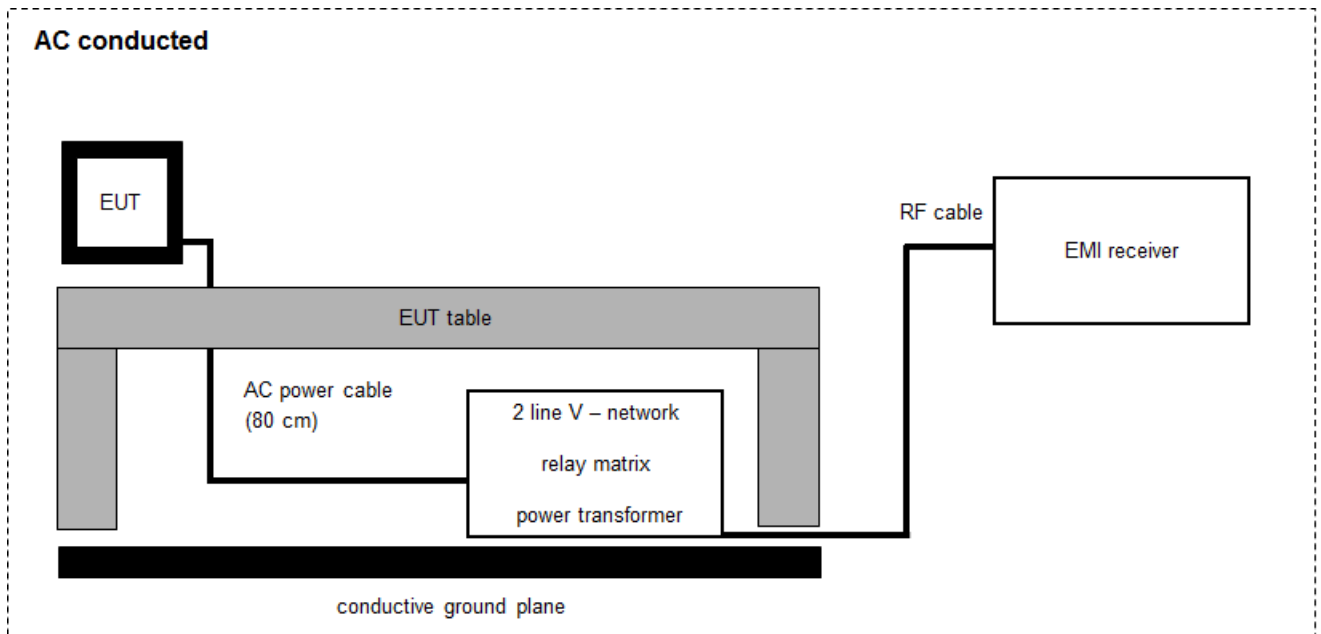 AC conducted
EUT
RF cable
EMI receiver
EUT table
AC power cable
(80 cm)
2 line V – network
relay matrix
power transformer
conductive ground plane